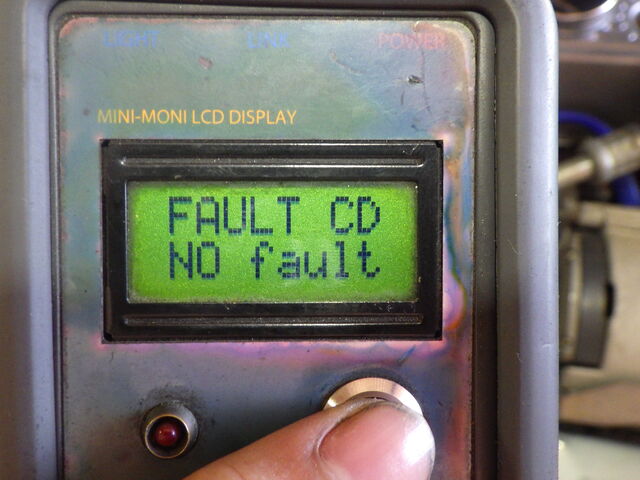 LIGHT LINK POWER
MINI-MONI LCD DISPLAY
FAULT CD
NO fault